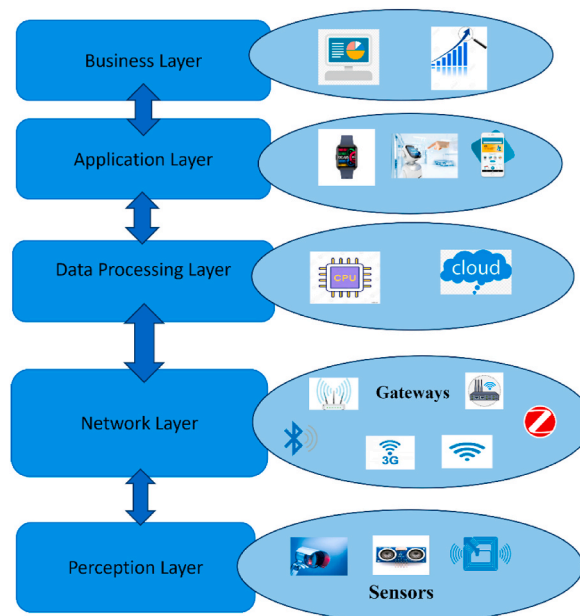 Business Layer
Application Layer
Data Processing Layer
CPU
cloud
Network Layer
Gateways
3G
Perception Layer
Sensors